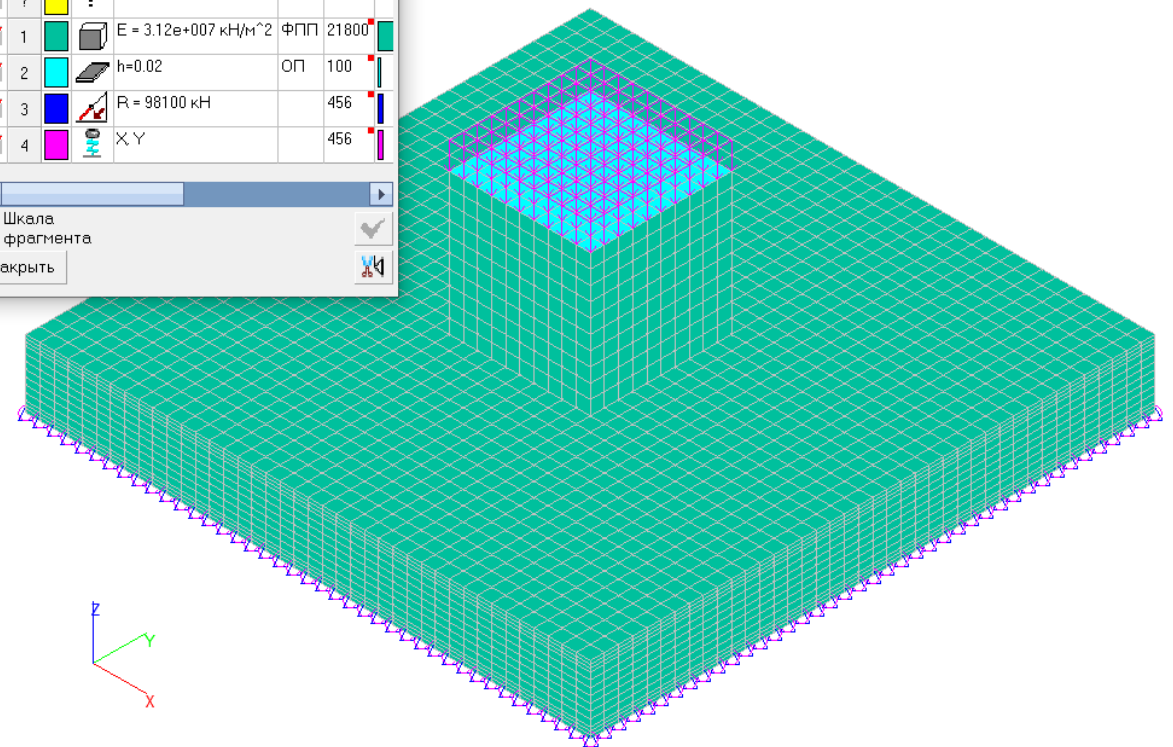 ?
1 E = 3.12e+007 кН/м^2 ФПП 21800
2 h=0.02 ОП 100
3 R = 98100 кН 456
4 X, Y 456
Шкала
фрагмента
акрыть
Z
Y
X